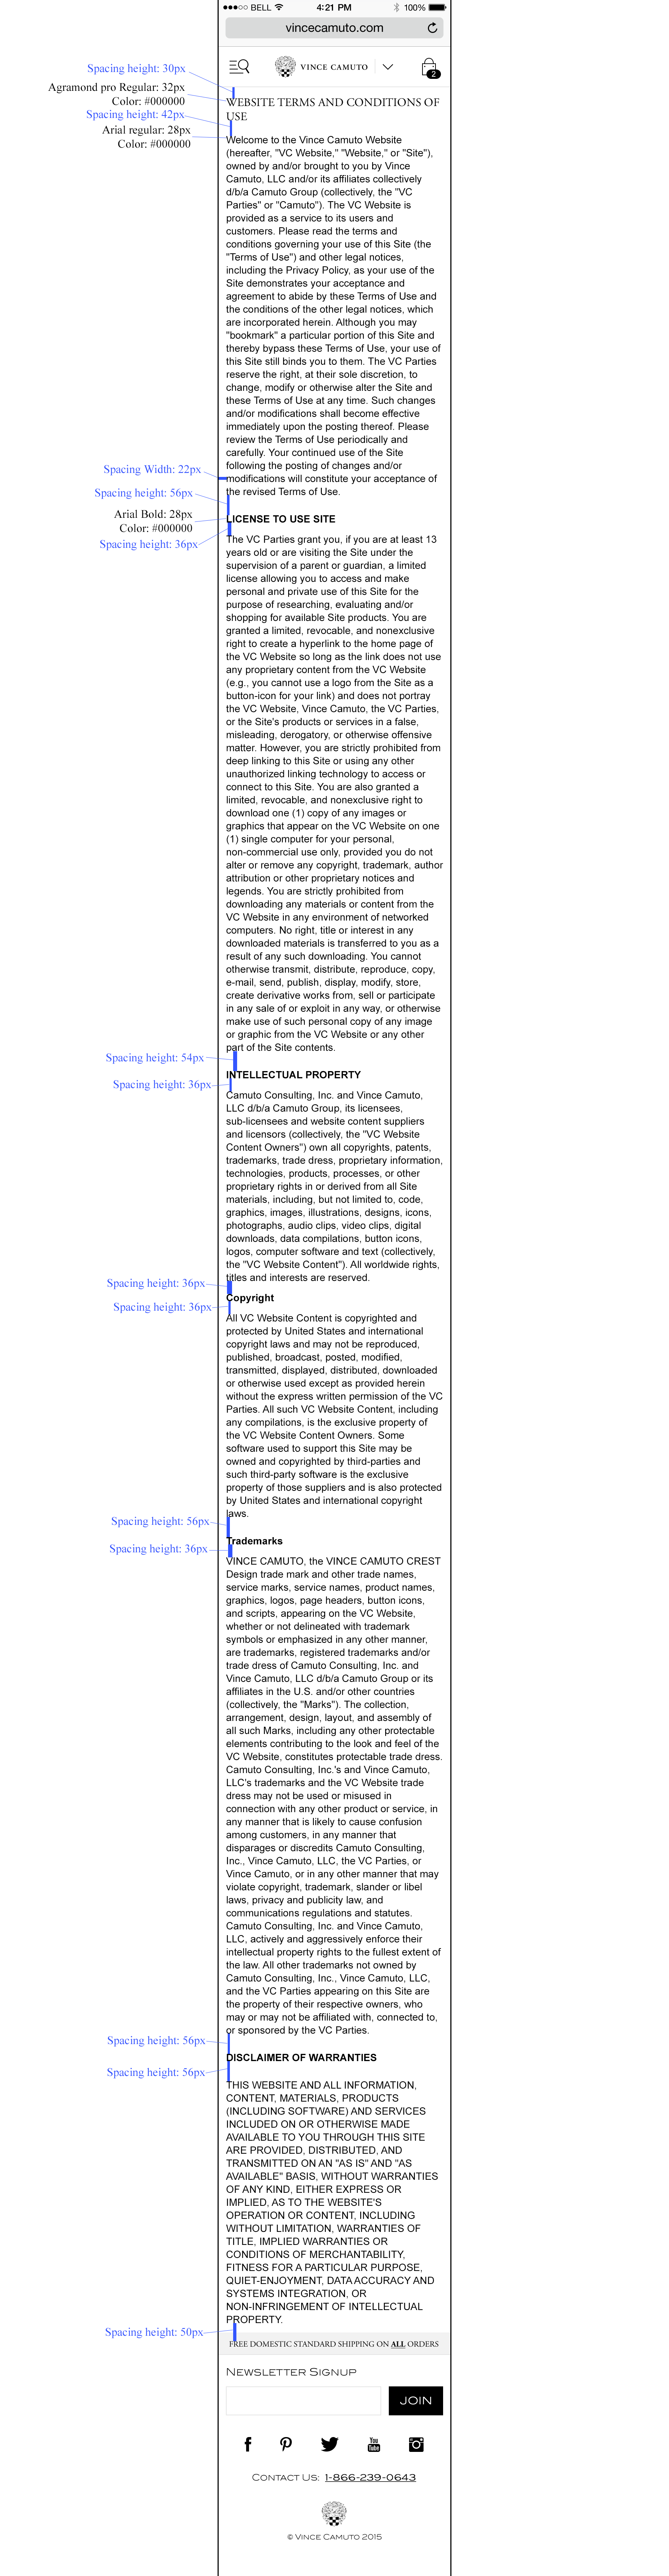 BELL 4:21 PM 100%
vincecamuto.com
VINCE CAMUTO
2
Spacing height: 30px
Agramond pro Regular: 32px
Color: #000000
Spacing height: 42px
Arial regular: 28px
Color: #000000
WEBSITE TERMS AND CONDITIONS OF
USE
Welcome to the Vince Camuto Website
(hereafter, "VC Website," "Website," or "Site"),
owned by and/or brought to you by Vince
Camuto, LLC and/or its affiliates collectively
d/b/a Camuto Group (collectively, the "VC
Parties" or "Camuto"). The VC Website is
provided as a service to its users and
customers. Please read the terms and
conditions governing your use of this Site (the
"Terms of Use") and other legal notices,
including the Privacy Policy, as your use of the
Site demonstrates your acceptance and
agreement to abide by these Terms of Use and
the conditions of the other legal notices, which
are incorporated herein. Although you may
"bookmark" a particular portion of this Site and
thereby bypass these Terms of Use, your use of
this Site still binds you to them. The VC Parties
reserve the right, at their sole discretion, to
change, modify or otherwise alter the Site and
these Terms of Use at any time. Such changes
and/or modifications shall become effective
immediately upon the posting thereof. Please
review the Terms of Use periodically and
carefully. Your continued use of the Site
following the posting of changes and/or
modifications will constitute your acceptance of
the revised Terms of Use.
Spacing Width: 22px
Spacing height: 56px
Arial Bold: 28px
Color: #000000
Spacing height: 36px
LICENSE TO USE SITE
The VC Parties grant you, if you are at least 13
years old or are visiting the Site under the
supervision of a parent or guardian, a limited
license allowing you to access and make
personal and private use of this Site for the
purpose of researching, evaluating and/or
shopping for available Site products. You are
granted a limited, revocable, and nonexclusive
right to create a hyperlink to the home page of
the VC Website so long as the link does not use
any proprietary content from the VC Website
(e.g., you cannot use a logo from the Site as a
button-icon for your link) and does not portray
the VC Website, Vince Camuto, the VC Parties,
or the Site's products or services in a false,
misleading, derogatory, or otherwise offensive
matter. However, you are strictly prohibited from
deep linking to this Site or using any other
unauthorized linking technology to access or
connect to this Site. You are also granted a
limited, revocable, and nonexclusive right to
download one (1) copy of any images or
graphics that appear on the VC Website on one
(1) single computer for your personal,
non-commercial use only, provided you do not
alter or remove any copyright, trademark, author
attribution or other proprietary notices and
legends. You are strictly prohibited from
downloading any materials or content from the
VC Website in any environment of networked
computers. No right, title or interest in any
downloaded materials is transferred to you as a
result of any such downloading. You cannot
otherwise transmit, distribute, reproduce, copy,
e-mail, send, publish, display, modify, store,
create derivative works from, sell or participate
in any sale of or exploit in any way, or otherwise
make use of such personal copy of any image
or graphic from the VC Website or any other
part of the Site contents.
Spacing height: 54px
INTELLECTUAL PROPERTY
Spacing height: 36px
Camuto Consulting, Inc. and Vince Camuto,
LLC d/b/a Camuto Group, its licensees,
sub-licensees and website content suppliers
and licensors (collectively, the "VC Website
Content Owners") own all copyrights, patents,
trademarks, trade dress, proprietary information,
technologies, products, processes, or other
proprietary rights in or derived from all Site
materials, including, but not limited to, code,
graphics, images, illustrations, designs, icons,
photographs, audio clips, video clips, digital
downloads, data compilations, button icons,
logos, computer software and text (collectively,
the "VC Website Content"). All worldwide rights,
titles and interests are reserved.
Spacing height: 36px
Copyright
Spacing height: 36px
All VC Website Content is copyrighted and
protected by United States and international
copyright laws and may not be reproduced,
published, broadcast, posted, modified,
transmitted, displayed, distributed, downloaded
or otherwise used except as provided herein
without the express written permission of the VC
Parties. All such VC Website Content, including
any compilations, is the exclusive property of
the VC Website Content Owners. Some
software used to support this Site may be
owned and copyrighted by third-parties and
such third-party software is the exclusive
property of those suppliers and is also protected
by United States and international copyright
laws.
Spacing height: 56px
Trademarks
Spacing height: 36px
VINCE CAMUTO, the VINCE CAMUTO CREST
Design trade mark and other trade names,
service marks, service names, product names,
graphics, logos, page headers, button icons,
and scripts, appearing on the VC Website,
whether or not delineated with trademark
symbols or emphasized in any other manner,
are trademarks, registered trademarks and/or
trade dress of Camuto Consulting, Inc. and
Vince Camuto, LLC d/b/a Camuto Group or its
affiliates in the U.S. and/or other countries
(collectively, the "Marks"). The collection,
arrangement, design, layout, and assembly of
all such Marks, including any other protectable
elements contributing to the look and feel of the
VC Website, constitutes protectable trade dress.
Camuto Consulting, Inc.'s and Vince Camuto,
LLC's trademarks and the VC Website trade
dress may not be used or misused in
connection with any other product or service, in
any manner that is likely to cause confusion
among customers, in any manner that
disparages or discredits Camuto Consulting,
Inc., Vince Camuto, LLC, the VC Parties, or
Vince Camuto, or in any other manner that may
violate copyright, trademark, slander or libel
laws, privacy and publicity law, and
communications regulations and statutes.
Camuto Consulting, Inc. and Vince Camuto,
LLC, actively and aggressively enforce their
intellectual property rights to the fullest extent of
the law. All other trademarks not owned by
Camuto Consulting, Inc., Vince Camuto, LLC,
and the VC Parties appearing on this Site are
the property of their respective owners, who
may or may not be affiliated with, connected to,
or sponsored by the VC Parties.
Spacing height: 56px
DISCLAIMER OF WARRANTIES
Spacing height: 56px
THIS WEBSITE AND ALL INFORMATION,
CONTENT, MATERIALS, PRODUCTS
(INCLUDING SOFTWARE) AND SERVICES
INCLUDED ON OR OTHERWISE MADE
AVAILABLE TO YOU THROUGH THIS SITE
ARE PROVIDED, DISTRIBUTED, AND
TRANSMITTED ON AN "AS IS" AND "AS
AVAILABLE" BASIS, WITHOUT WARRANTIES
OF ANY KIND, EITHER EXPRESS OR
IMPLIED, AS TO THE WEBSITE'S
OPERATION OR CONTENT, INCLUDING
WITHOUT LIMITATION, WARRANTIES OF
TITLE, IMPLIED WARRANTIES OR
CONDITIONS OF MERCHANTABILITY,
FITNESS FOR A PARTICULAR PURPOSE,
QUIET-ENJOYMENT, DATA ACCURACY AND
SYSTEMS INTEGRATION, OR
NON-INFRINGEMENT OF INTELLECTUAL
PROPERTY.
Spacing height: 50px
FREE DOMESTIC STANDARD SHIPPING ON ALL ORDERS
NEWSLETTER SIGNUP
JOIN
You
Tube
CONTACT US: 1-866-239-0643
© VINCE CAMUTO 2015